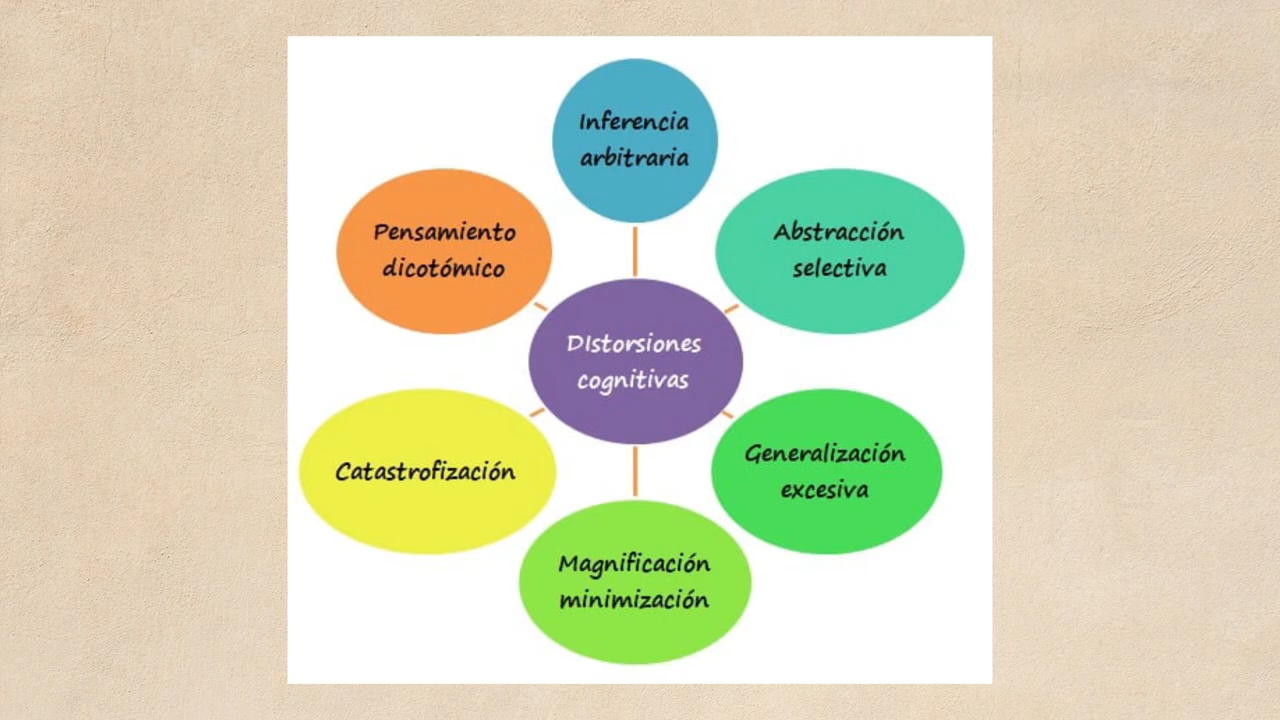 Inferencia
arbitraria
Abstracción
selectiva
Generalización
excesiva
Magnificación
minimización
Catastrofización
Pensamiento
dicotómico
DIstorsiones
cognitivas